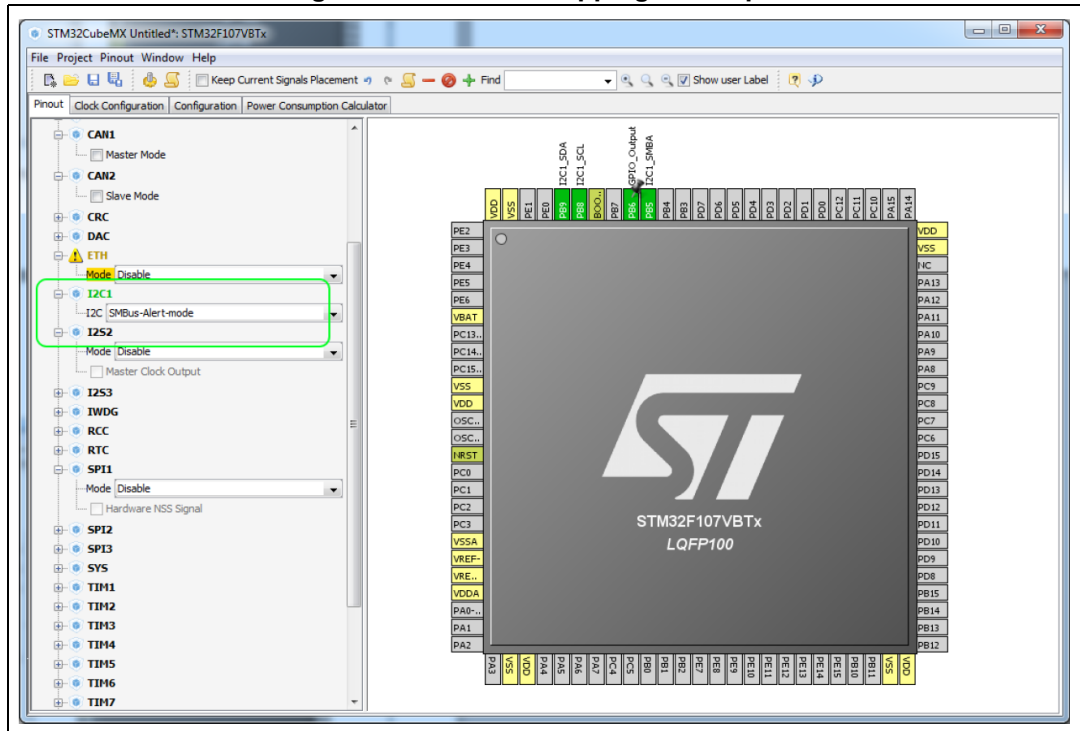 STM32CubeMX Untitled*: STM32F107VBTx
File Project Pinout Window Help
Keep Current Signals Placement
Find
Show user Label
Pinout Clock Configuration Configuration Power Consumption Calculator
CAN1
Master Mode
CAN2
Slave Mode
CRC
DAC
ETH
Mode Disable
I2C1
I2C SMBus-Alert-mode
I2S2
Mode Disable
Master Clock Output
I2S3
IWDG
RCC
RTC
SPI1
Mode Disable
Hardware NSS Signal
SPI2
SPI3
SYS
TIM1
TIM2
TIM3
TIM4
TIM5
TIM6
TIM7
I2C1_SDA
I2C1_SCL
GPIO_Output
I2C1_SMBA
VDD
VSS
PE1
PE0
PB9
PB8
BOO..
PB7
PB6
PB5
PB4
PB3
PD7
PD6
PD5
PD4
PD3
PD2
PD1
PD0
PC12
PC11
PC10
PA15
PA14
PE2
PE3
PE4
PE5
PE6
VBAT
PC13..
PC14..
PC15..
VSS
VDD
OSC..
OSC..
NRST
PC0
PC1
PC2
PC3
VSSA
VREF-
VRE..
VDDA
PA0-..
PA1
PA2
ST
STM32F107VBTx
LQFP100
VDD
VSS
NC
PA13
PA12
PA11
PA10
PA9
PA8
PC9
PC8
PC7
PC6
PD15
PD14
PD13
PD12
PD11
PD10
PD9
PD8
PB15
PB14
PB13
PB12
PA3
VSS
VDD
PA4
PA5
PA6
PA7
PC4
PC5
PB0
PB1
PB2
PE7
PE8
PE9
PE10
PE11
PE12
PE13
PE14
PE15
PB10
PB11
VSS
VDD